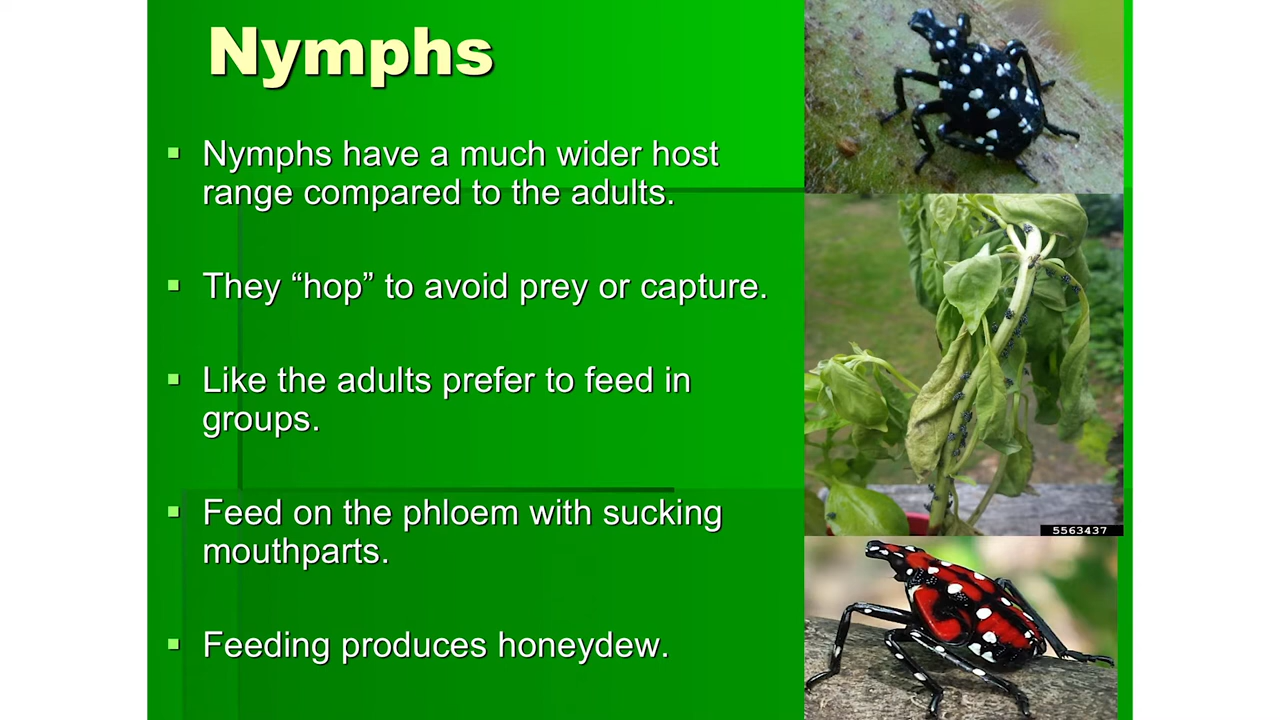 Nymphs
▪ Nymphs have a much wider host
range compared to the adults.
▪ They “hop” to avoid prey or capture.
▪ Like the adults prefer to feed in
groups.
▪ Feed on the phloem with sucking
mouthparts.
▪ Feeding produces honeydew.
5563437